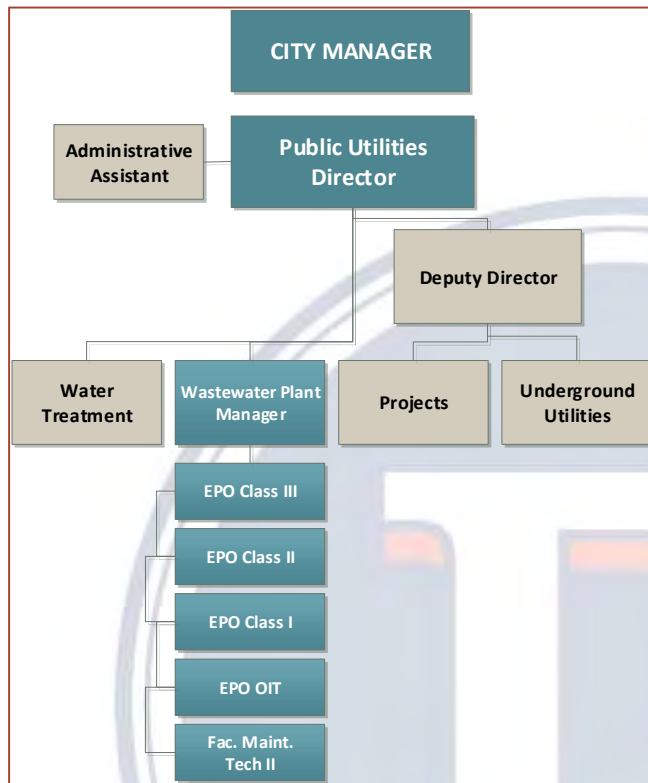 CITY MANAGER
Administrative
Assistant
Public Utilities
Director
Deputy Director
Water
Treatment
Wastewater Plant
Manager
Projects
Underground
Utilities
EPO Class III
EPO Class II
EPO Class I
EPO OIT
Fac. Maint.
Tech II